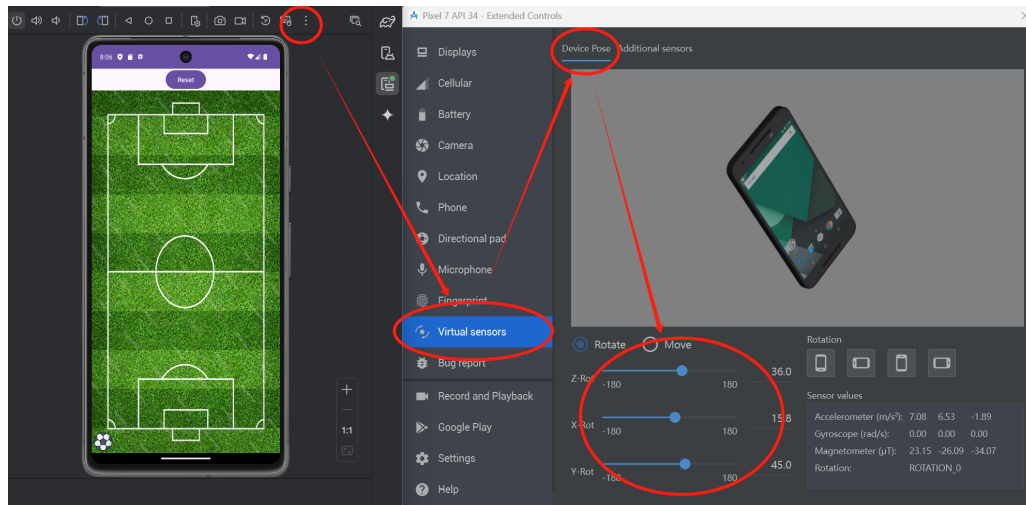 Pixel 7 API 34 - Extended Controls
8:06
Reset
1:1
Displays
Cellular
Battery
Camera
Location
Phone
Directional pad
Microphone
Fingerprint
Virtual sensors
Bug report
Record and Playback
Google Play
Settings
Help
Device Pose Additional sensors
Rotate Move
Z-Rot -180 180 36.0
X-Rot -180 180 15.8
Y-Rot -180 180 45.0
Rotation
Sensor values
Accelerometer (m/s²): 7.08 6.53 -1.89
Gyroscope (rad/s): 0.00 0.00 0.00
Magnetometer (μT): 23.15 -26.09 -34.07
Rotation: ROTATION_0